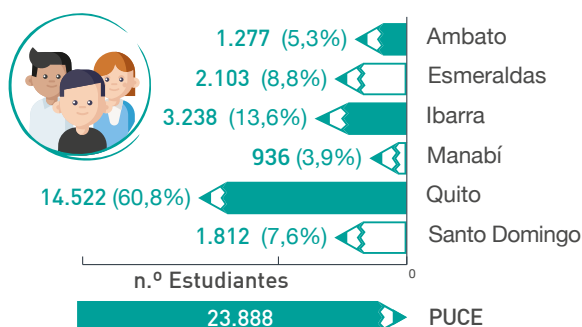 1.277 (5,3%) Ambato
2.103 (8,8%) Esmeraldas
3.238 (13,6%) Ibarra
936 (3,9%) Manabí
14.522 (60,8%) Quito
1.812 (7,6%) Santo Domingo
0
n.º Estudiantes
23.888 PUCE